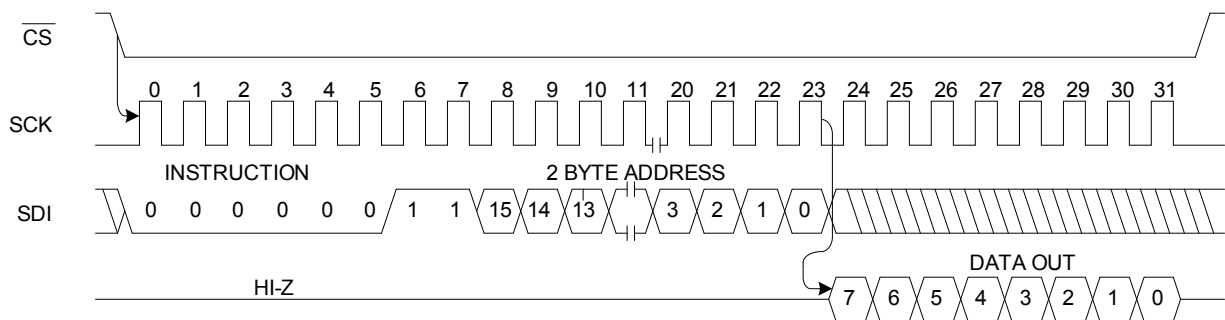 CS
0 1 2 3 4 5 6 7 8 9 10 11 20 21 22 23 24 25 26 27 28 29 30 31
SCK
INSTRUCTION 2 BYTE ADDRESS
SDI 0 0 0 0 0 0 1 1 15 14 13 3 2 1 0
DATA OUT
HI-Z
7 6 5 4 3 2 1 0